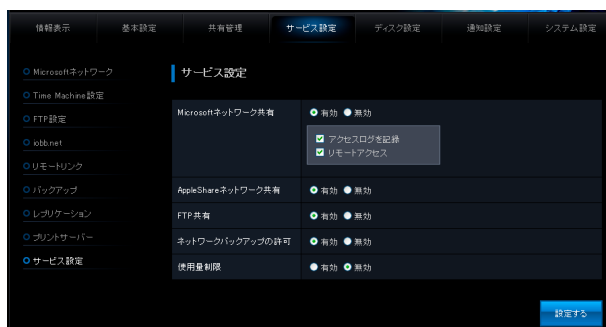 情報表示 基本設定 共有管理 サービス設定 ディスク設定 通知設定 システム設定
Microsoftネットワーク
Time Machine設定
FTP設定
iobb.net
リモートリンク
バックアップ
レプリケーション
プリントサーバー
サービス設定
サービス設定
Microsoftネットワーク共有 有効 無効
アクセスログを記録
リモートアクセス
AppleShareネットワーク共有 有効 無効
FTP共有 有効 無効
ネットワークバックアップの許可 有効 無効
使用量制限 有効 無効
設定する